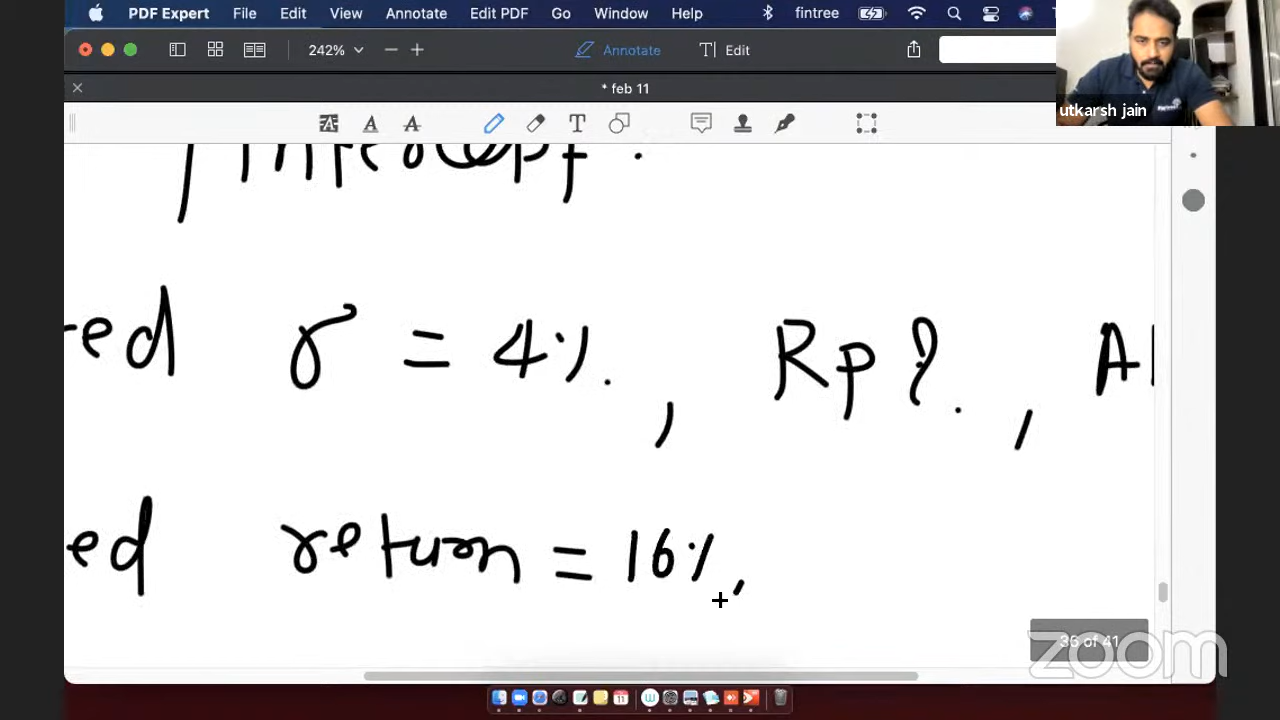 PDF Expert File Edit View Annotate Edit PDF Go Window Help fintree
242% Annotate T| Edit
utkarsh jain
* feb 11
intercept.
ed σ = 4%., Rp?.,
ed return = 16%,
36 of 41
zoom